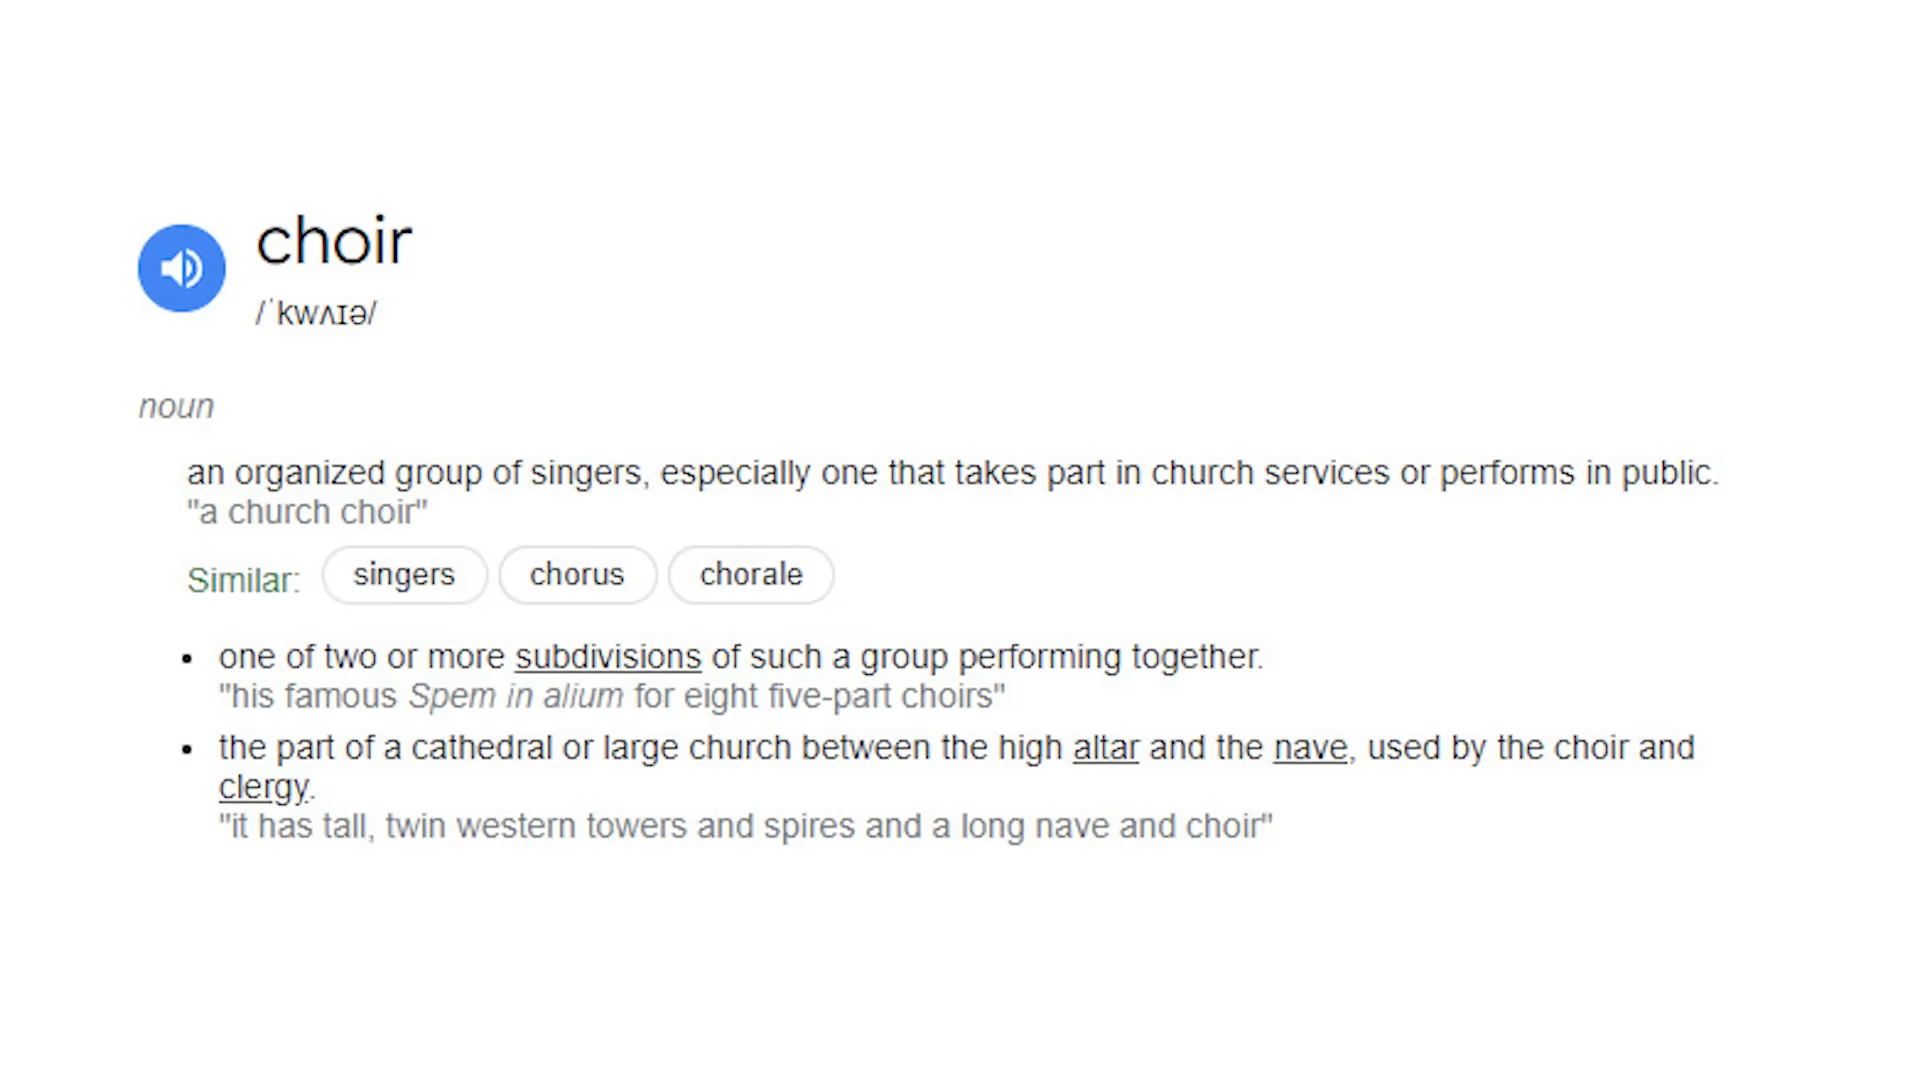 choir
/ˈkwʌɪə/
noun
an organized group of singers, especially one that takes part in church services or performs in public.
"a church choir"
Similar: singers chorus chorale
• one of two or more subdivisions of such a group performing together.
"his famous Spem in alium for eight five-part choirs"
• the part of a cathedral or large church between the high altar and the nave, used by the choir and
clergy.
"it has tall, twin western towers and spires and a long nave and choir"